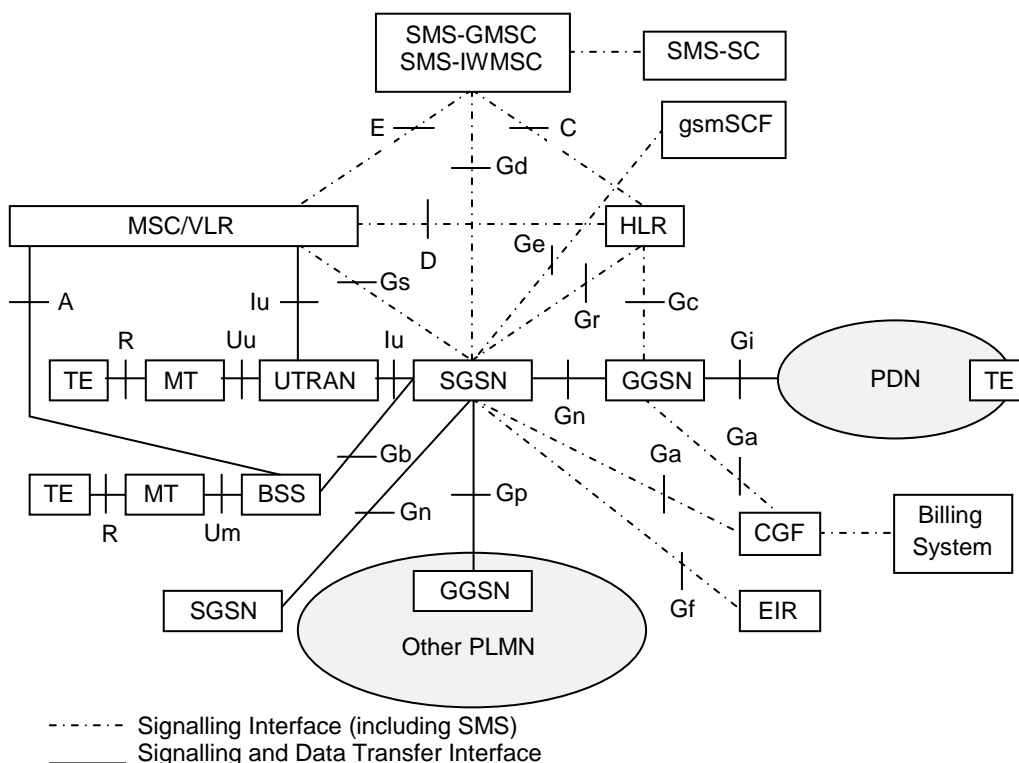 SMS-GMSC
SMS-IWMSC
SMS-SC
gsmSCF
E
C
Gd
MSC/VLR
HLR
D
Ge
Gs
Gr
Gc
A
Iu
R
Uu
Iu
Gi
TE
MT
UTRAN
SGSN
GGSN
PDN
TE
Gn
Gb
Ga
Ga
TE
MT
BSS
Gn
Gp
R
Um
CGF
Billing
System
SGSN
GGSN
Gf
EIR
Other PLMN
Signalling Interface (including SMS)
Signalling and Data Transfer Interface